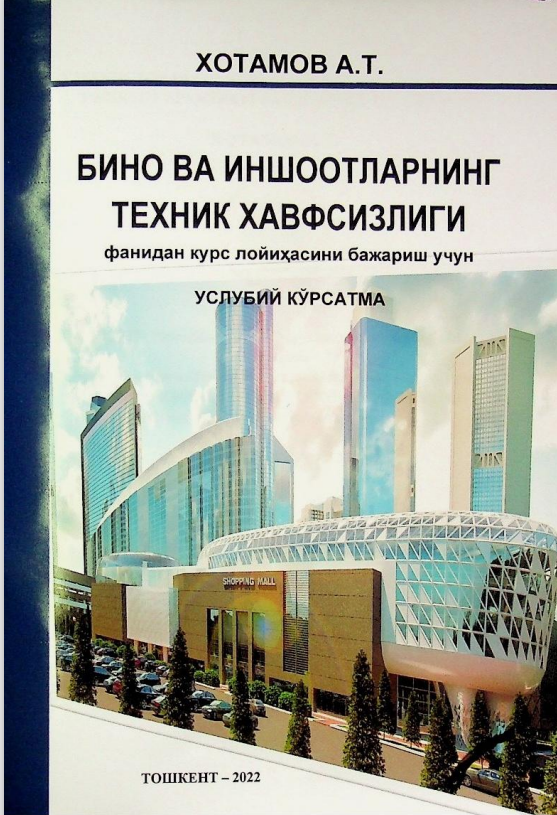 ХОТАМОВ А.Т.
БИНО ВА ИНШООТЛАРНИНГ
ТЕХНИК ХАВФСИЗЛИГИ
фанидан курс лойиҳасини бажариш учун
УСЛУБИЙ КЎРСАТМА
SHOPPING MALL
ТОШКЕНТ – 2022